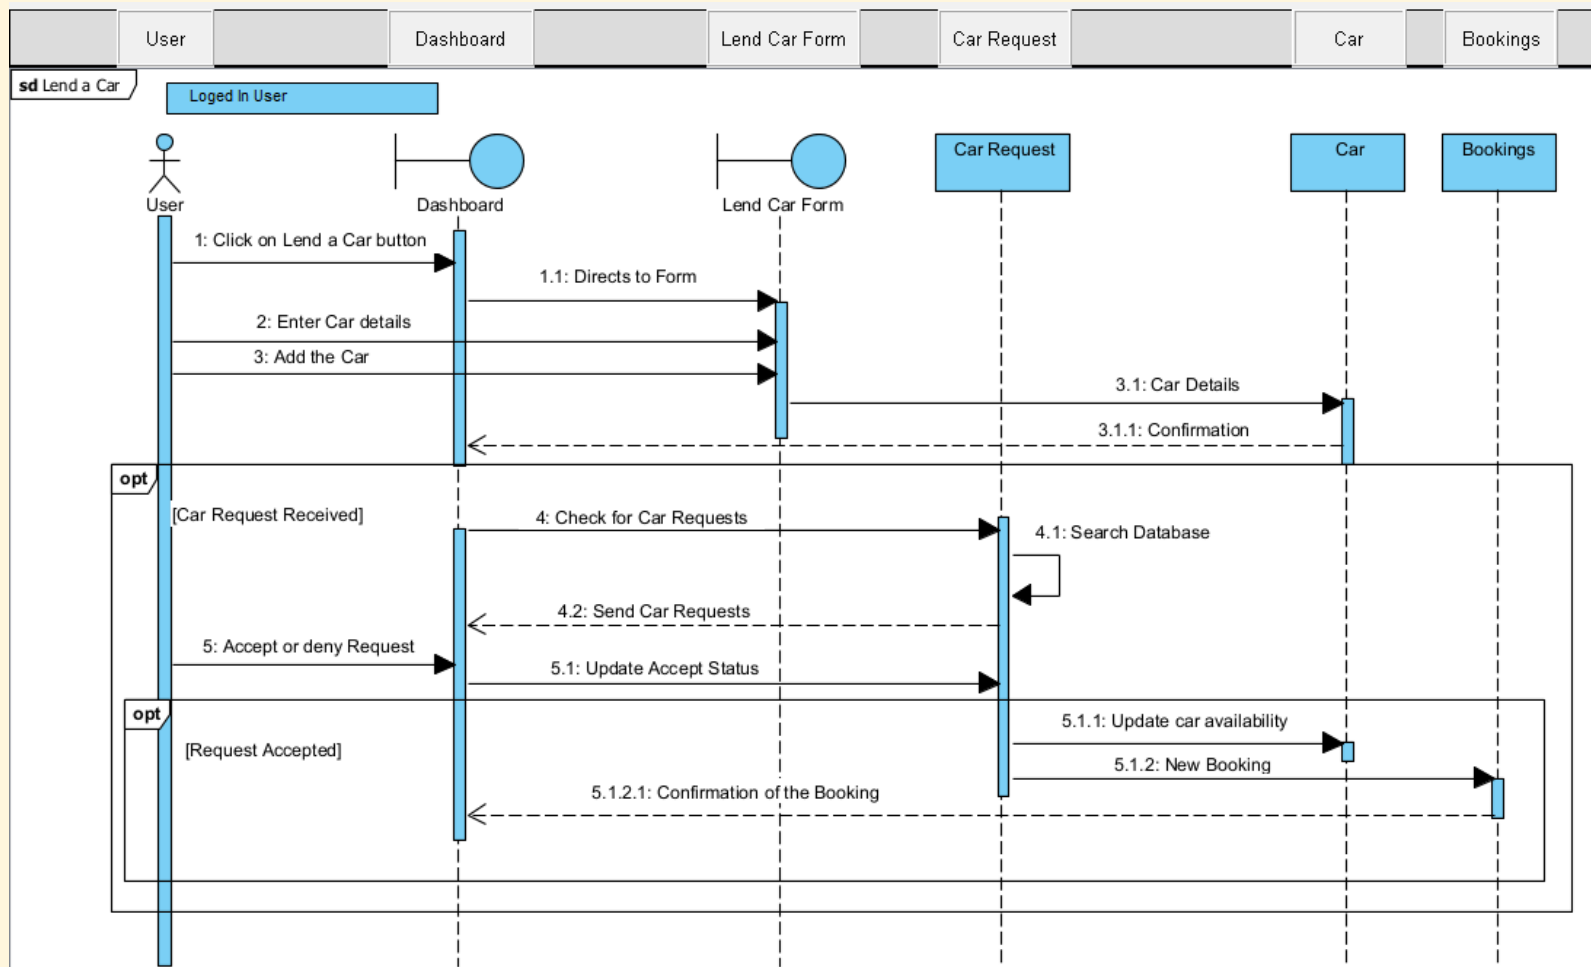 User Dashboard Lend Car Form Car Request Car Bookings
sd Lend a Car
Loged In User
Car Request Car Bookings
User Dashboard Lend Car Form
1: Click on Lend a Car button
1.1: Directs to Form
2: Enter Car details
3: Add the Car
3.1: Car Details
3.1.1: Confirmation
opt
[Car Request Received]
4: Check for Car Requests
4.1: Search Database
4.2: Send Car Requests
5: Accept or deny Request
5.1: Update Accept Status
opt
5.1.1: Update car availability
[Request Accepted]
5.1.2: New Booking
5.1.2.1: Confirmation of the Booking